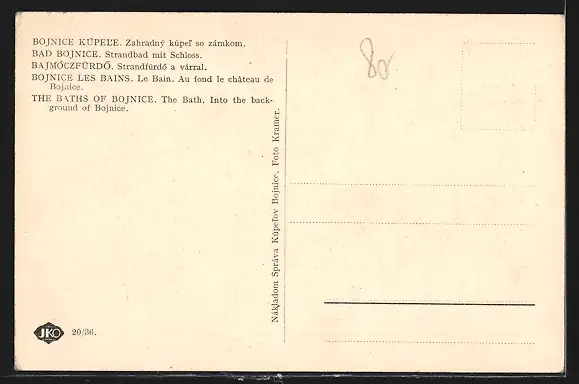 BOJNICE KÚPEĽE. Zahradný kúpeľ so zámkom.
BAD BOJNICE. Strandbad mit Schloss.
BAJMÓCZFÜRDŐ. Strandfürdő a várral.
BOJNICE LES BAINS. Le Bain. Au fond le château de
Bojnice.
THE BATHS OF BOJNICE. The Bath. Into the back-
ground of Bojnice.
Nákladom Správa Kúpeľov Bojnice. Foto Kramer.
JKO 20/36.